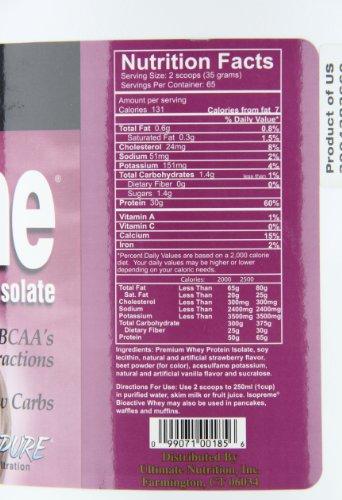 Nutrition Facts
Serving Size: 2 scoops (35 grams)
Servings Per Container: 65
Amount per serving
Calories 131 Calories from fat 7
% Daily Value*
Total Fat 0.6g 0.8%
Saturated Fat 0.3g 1.5%
Cholesterol 24mg 8%
Sodium 51mg 2%
Potassium 151mg 4%
Total Carbohydrates 1.4g less than 1%
Dietary Fiber 0g 0%
Sugars 1.4g
Protein 30g 60%
Vitamin A 1%
Vitamin C 0%
Calcium 15%
Iron 2%
*Percent Daily Values are based on a 2,000 calorie
diet. Your daily values may be higher or lower
depending on your caloric needs.
Calories: 2000 2500
Total Fat Less Than 65g 80g
Sat. Fat Less Than 20g 25g
Cholesterol Less Than 300mg 300mg
Sodium Less Than 2400mg 2400mg
Potassium Less Than 3500mg 3500mg
Total Carbohydrate 300g 375g
Dietary Fiber 25g 30g
Protein 50g 65g
Ingredients: Premium Whey Protein Isolate, soy
lecithin, natural and artificial strawberry flavor,
beet powder (for color), acesulfame potassium,
natural and artificial vanilla flavor and sucralose.
Directions For Use: Use 2 scoops to 250ml (1cup)
in purified water, skim milk or fruit juice. Isopreme®
Bioactive Whey may also be used in pancakes,
waffles and muffins.
0 99071 00185 6
Distributed By
Ultimate Nutrition, Inc.
Farmington, CT 06034
me®
solate
BCAA's
ractions
w Carbs
PURE
tration
Product of US